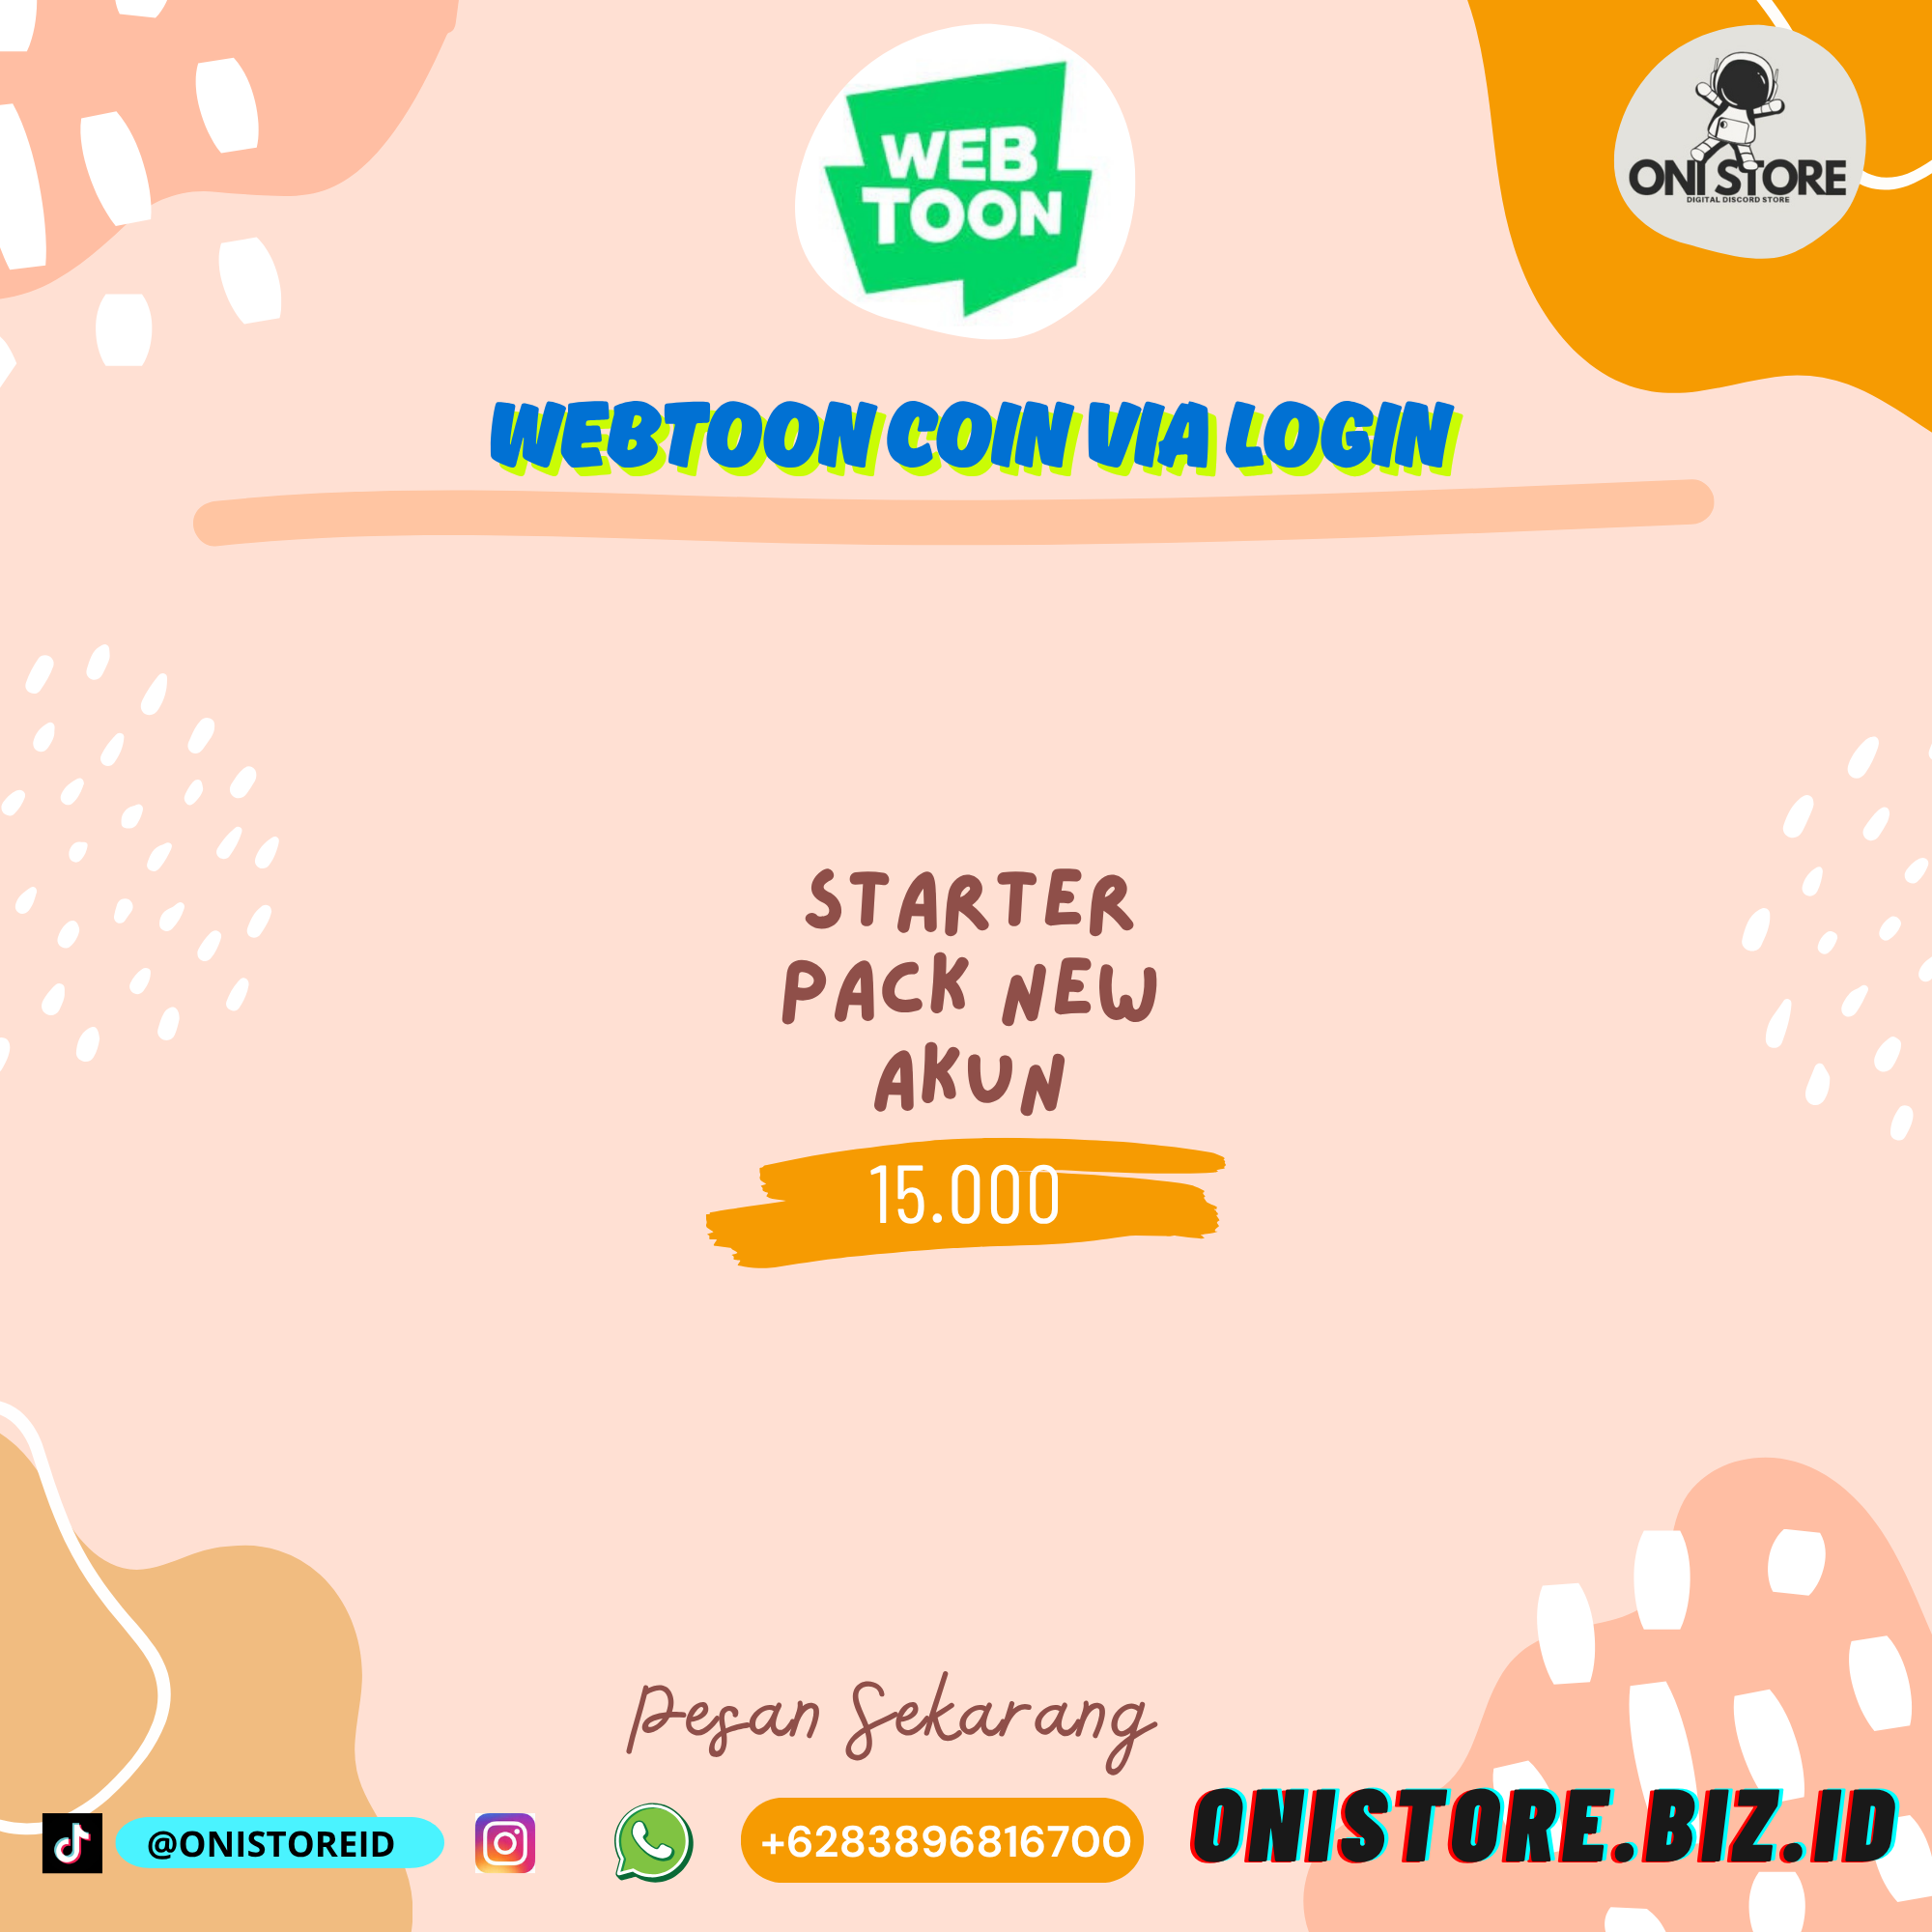 WEB
TOON
ONI STORE
DIGITAL DISCORD STORE
WEBTOON COIN VIA LOGIN
STARTER
PACK NEW
AKUN
15.000
Pesan Sekarang
@ONISTOREID
+6283896816700
ONISTORE.BIZ.ID